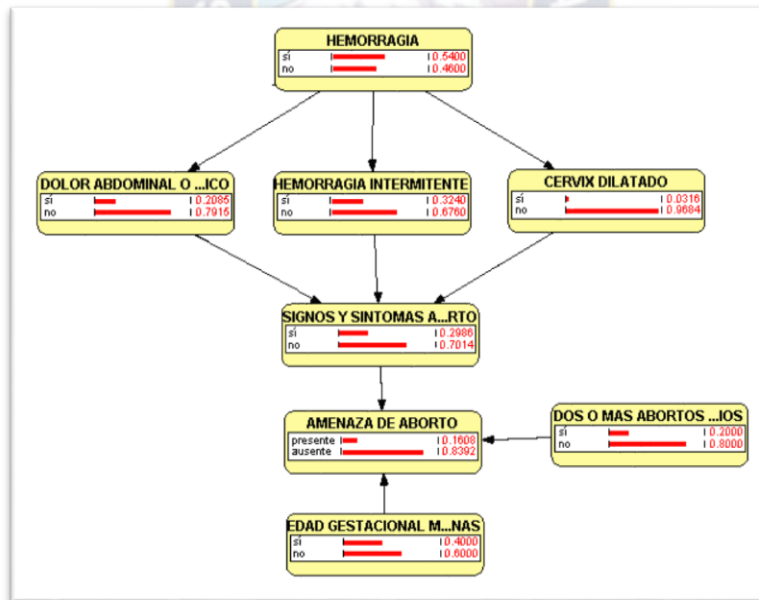 HEMORRAGIA
sí 0.5400
no 0.4600
DOLOR ABDOMINAL O ...ICO
sí 0.2085
no 0.7915
HEMORRAGIA INTERMITENTE
sí 0.3240
no 0.6760
CERVIX DILATADO
sí 0.0316
no 0.9684
SIGNOS Y SINTOMAS A...RTO
sí 0.2986
no 0.7014
AMENAZA DE ABORTO
presente 0.1608
ausente 0.8392
DOS O MAS ABORTOS ...IOS
sí 0.2000
no 0.8000
EDAD GESTACIONAL M...NAS
sí 0.4000
no 0.6000